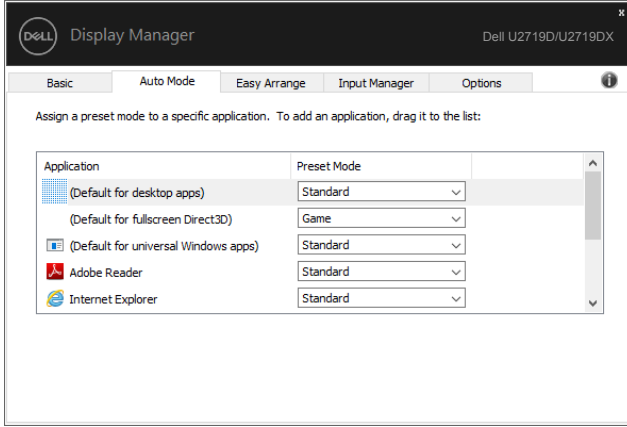 x
DELL Display Manager Dell U2719D/U2719DX
Basic Auto Mode Easy Arrange Input Manager Options i
Assign a preset mode to a specific application. To add an application, drag it to the list:
Application Preset Mode
(Default for desktop apps) Standard
(Default for fullscreen Direct3D) Game
(Default for universal Windows apps) Standard
Adobe Reader Standard
Internet Explorer Standard